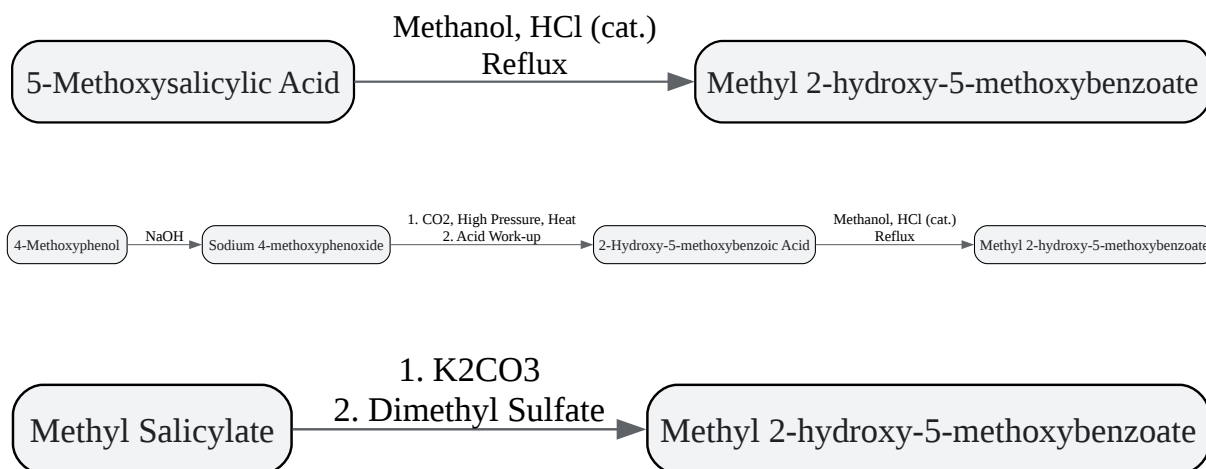 Methanol, HCl (cat.)
Reflux
5-Methoxysalicylic Acid
Methyl 2-hydroxy-5-methoxybenzoate
1. CO2, High Pressure, Heat
2. Acid Work-up
Methanol, HCl (cat.)
Reflux
4-Methoxyphenol
NaOH
Sodium 4-methoxyphenoxide
2-Hydroxy-5-methoxybenzoic Acid
Methyl 2-hydroxy-5-methoxybenzoate
1. K2CO3
2. Dimethyl Sulfate
Methyl Salicylate
Methyl 2-hydroxy-5-methoxybenzoate